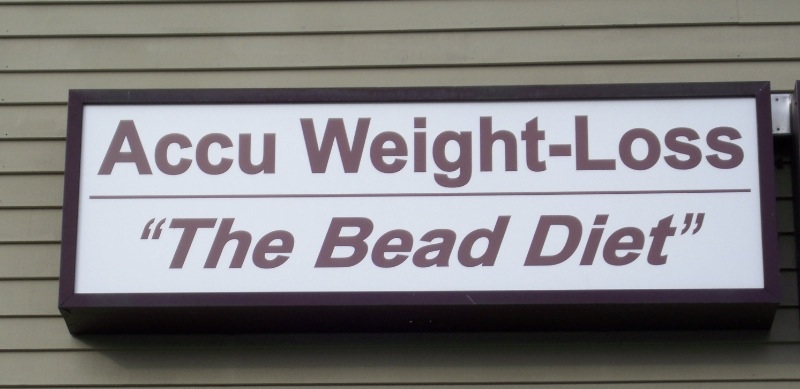 Accu Weight-Loss
“The Bead Diet”